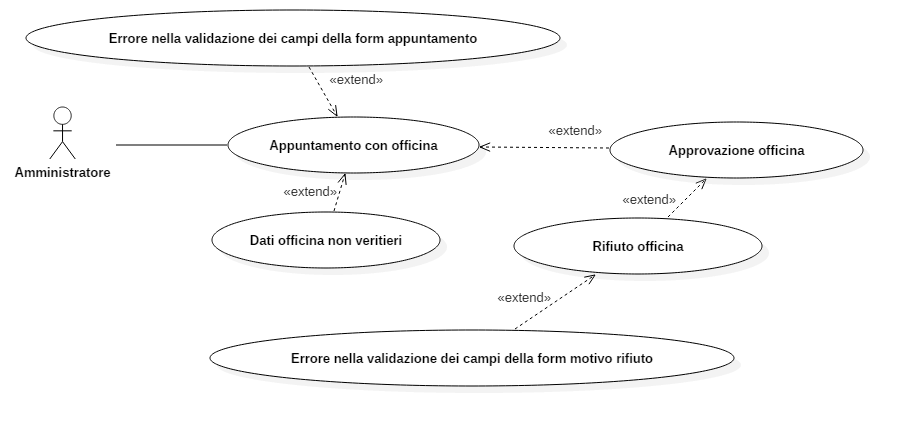 Errore nella validazione dei campi della form appuntamento
«extend»
«extend»
Appuntamento con officina
Approvazione officina
Amministratore
«extend»
«extend»
Dati officina non veritieri
Rifiuto officina
«extend»
Errore nella validazione dei campi della form motivo rifiuto